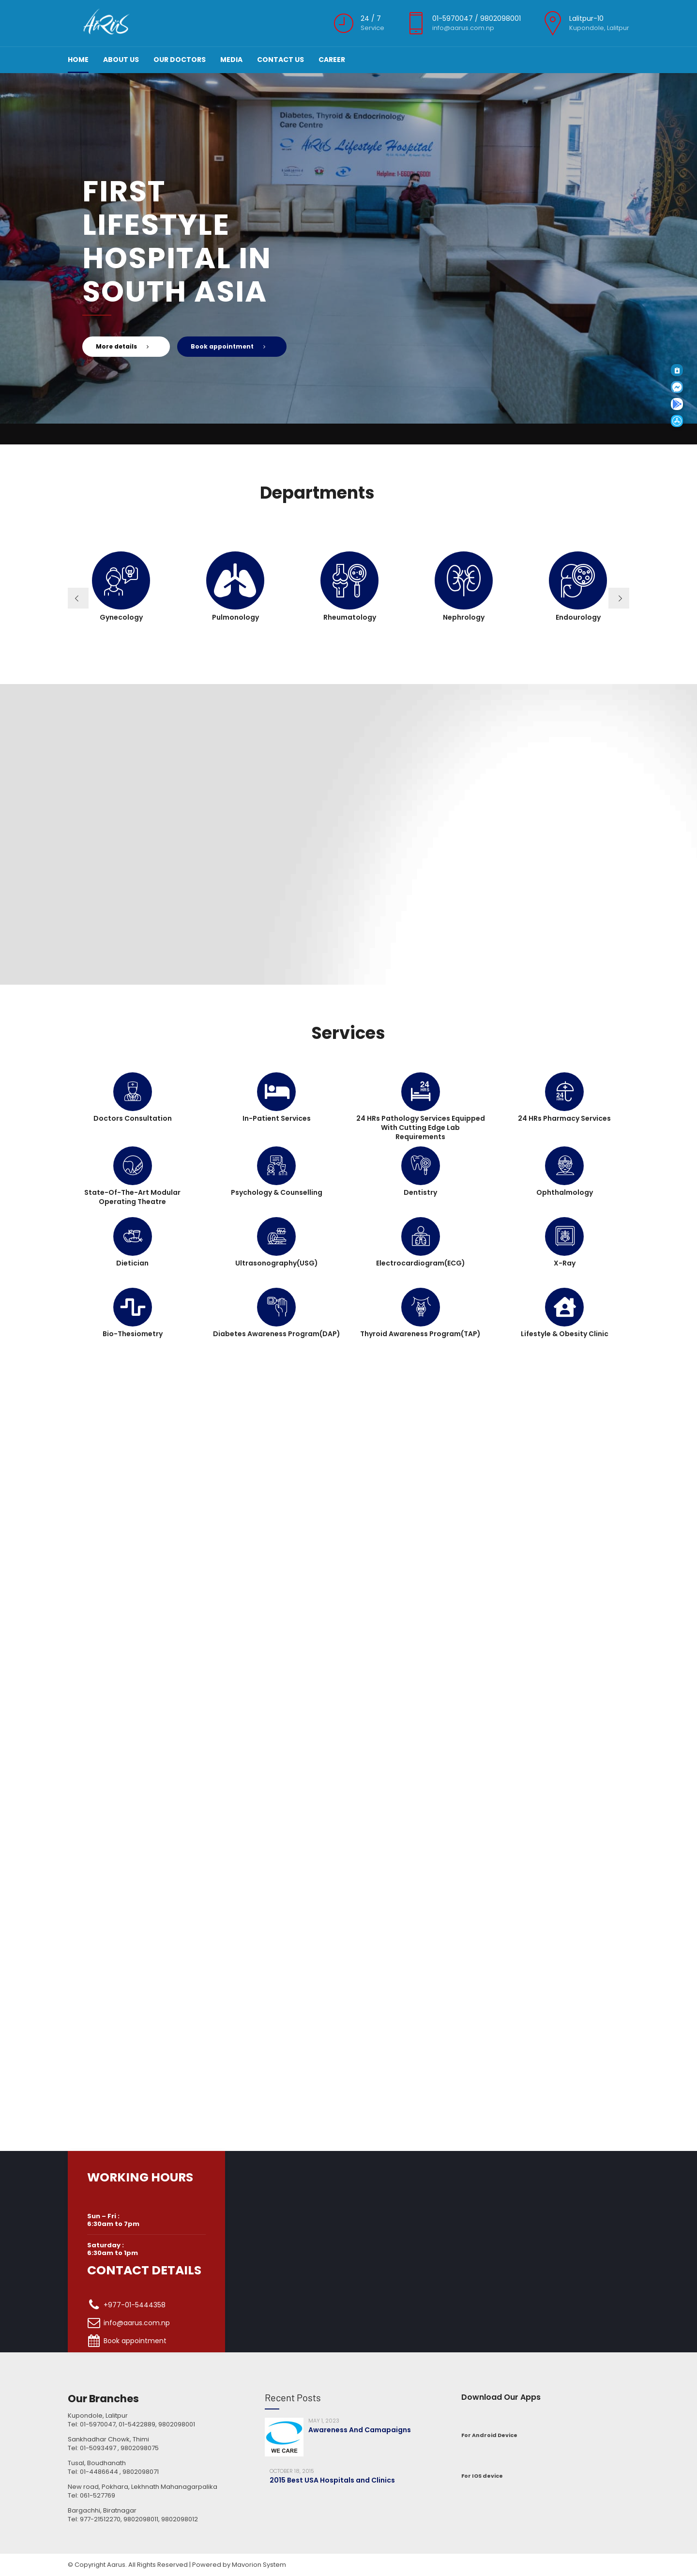 AARUS
24 / 7
Service
01-5970047 / 9802098001
info@aarus.com.np
Lalitpur-10
Kupondole, Lalitpur
HOME
ABOUT US
OUR DOCTORS
MEDIA
CONTACT US
CAREER
Diabetes, Thyroid & Endocrinology
Care Centre
AARUS Lifestyle Hospital
FIRST
LIFESTYLE
HOSPITAL IN
SOUTH ASIA
More details
Book appointment
Departments
Gynecology
Pulmonology
Rheumatology
Nephrology
Endourology
Services
Doctors Consultation
In-Patient Services
24 HRS
24 HRs Pathology Services Equipped
With Cutting Edge Lab
Requirements
24
24 HRs Pharmacy Services
State-Of-The-Art Modular
Operating Theatre
Psychology & Counselling
Dentistry
Ophthalmology
Dietician
Ultrasonography(USG)
Electrocardiogram(ECG)
X-Ray
Bio-Thesiometry
Diabetes Awareness Program(DAP)
Thyroid Awareness Program(TAP)
Lifestyle & Obesity Clinic
WORKING HOURS
Sun – Fri :
6:30am to 7pm
Saturday :
6:30am to 1pm
CONTACT DETAILS
+977-01-5444358
info@aarus.com.np
Book appointment
Our Branches
Kupondole, Lalitpur
Tel: 01-5970047, 01-5422889, 9802098001
Sankhadhar Chowk, Thimi
Tel: 01-5093497 , 9802098075
Tusal, Boudhanath
Tel: 01-4486644 , 9802098071
New road, Pokhara, Lekhnath Mahanagarpalika
Tel: 061-527769
Bargachhi, Biratnagar
Tel: 977-21512270, 9802098011, 9802098012
Recent Posts
WE CARE
MAY 1, 2023
Awareness And Camapaigns
OCTOBER 18, 2015
2015 Best USA Hospitals and Clinics
Download Our Apps
For Android Device
For IOS device
© Copyright Aarus. All Rights Reserved | Powered by Mavorion System